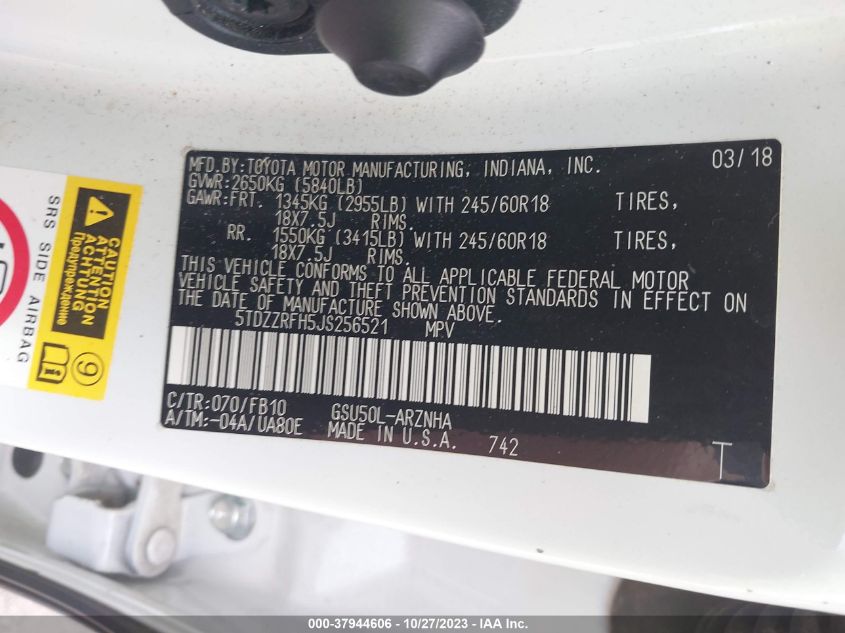 MFD.BY:TOYOTA MOTOR MANUFACTURING, INDIANA, INC. 03/18
GVWR:2650KG (5840LB)
GAWR:FRT. 1345KG (2955LB) WITH 245/60R18 TIRES,
18X7.5J RIMS.
RR. 1550KG (3415LB) WITH 245/60R18 TIRES,
18X7.5J RIMS.
THIS VEHICLE CONFORMS TO ALL APPLICABLE FEDERAL MOTOR
VEHICLE SAFETY AND THEFT PREVENTION STANDARDS IN EFFECT ON
THE DATE OF MANUFACTURE SHOWN ABOVE.
5TDZZRFH5JS256521 MPV
C/TR:070/FB10 GSU50L-ARZNHA
A/TM:-04A/UA80E MADE IN U.S.A. 742
T
SRS SIDE AIRBAG
CAUTION
ATTENTION
ACHTUNG
Предупреждение
9
000-37944606 - 10/27/2023 - IAA Inc.